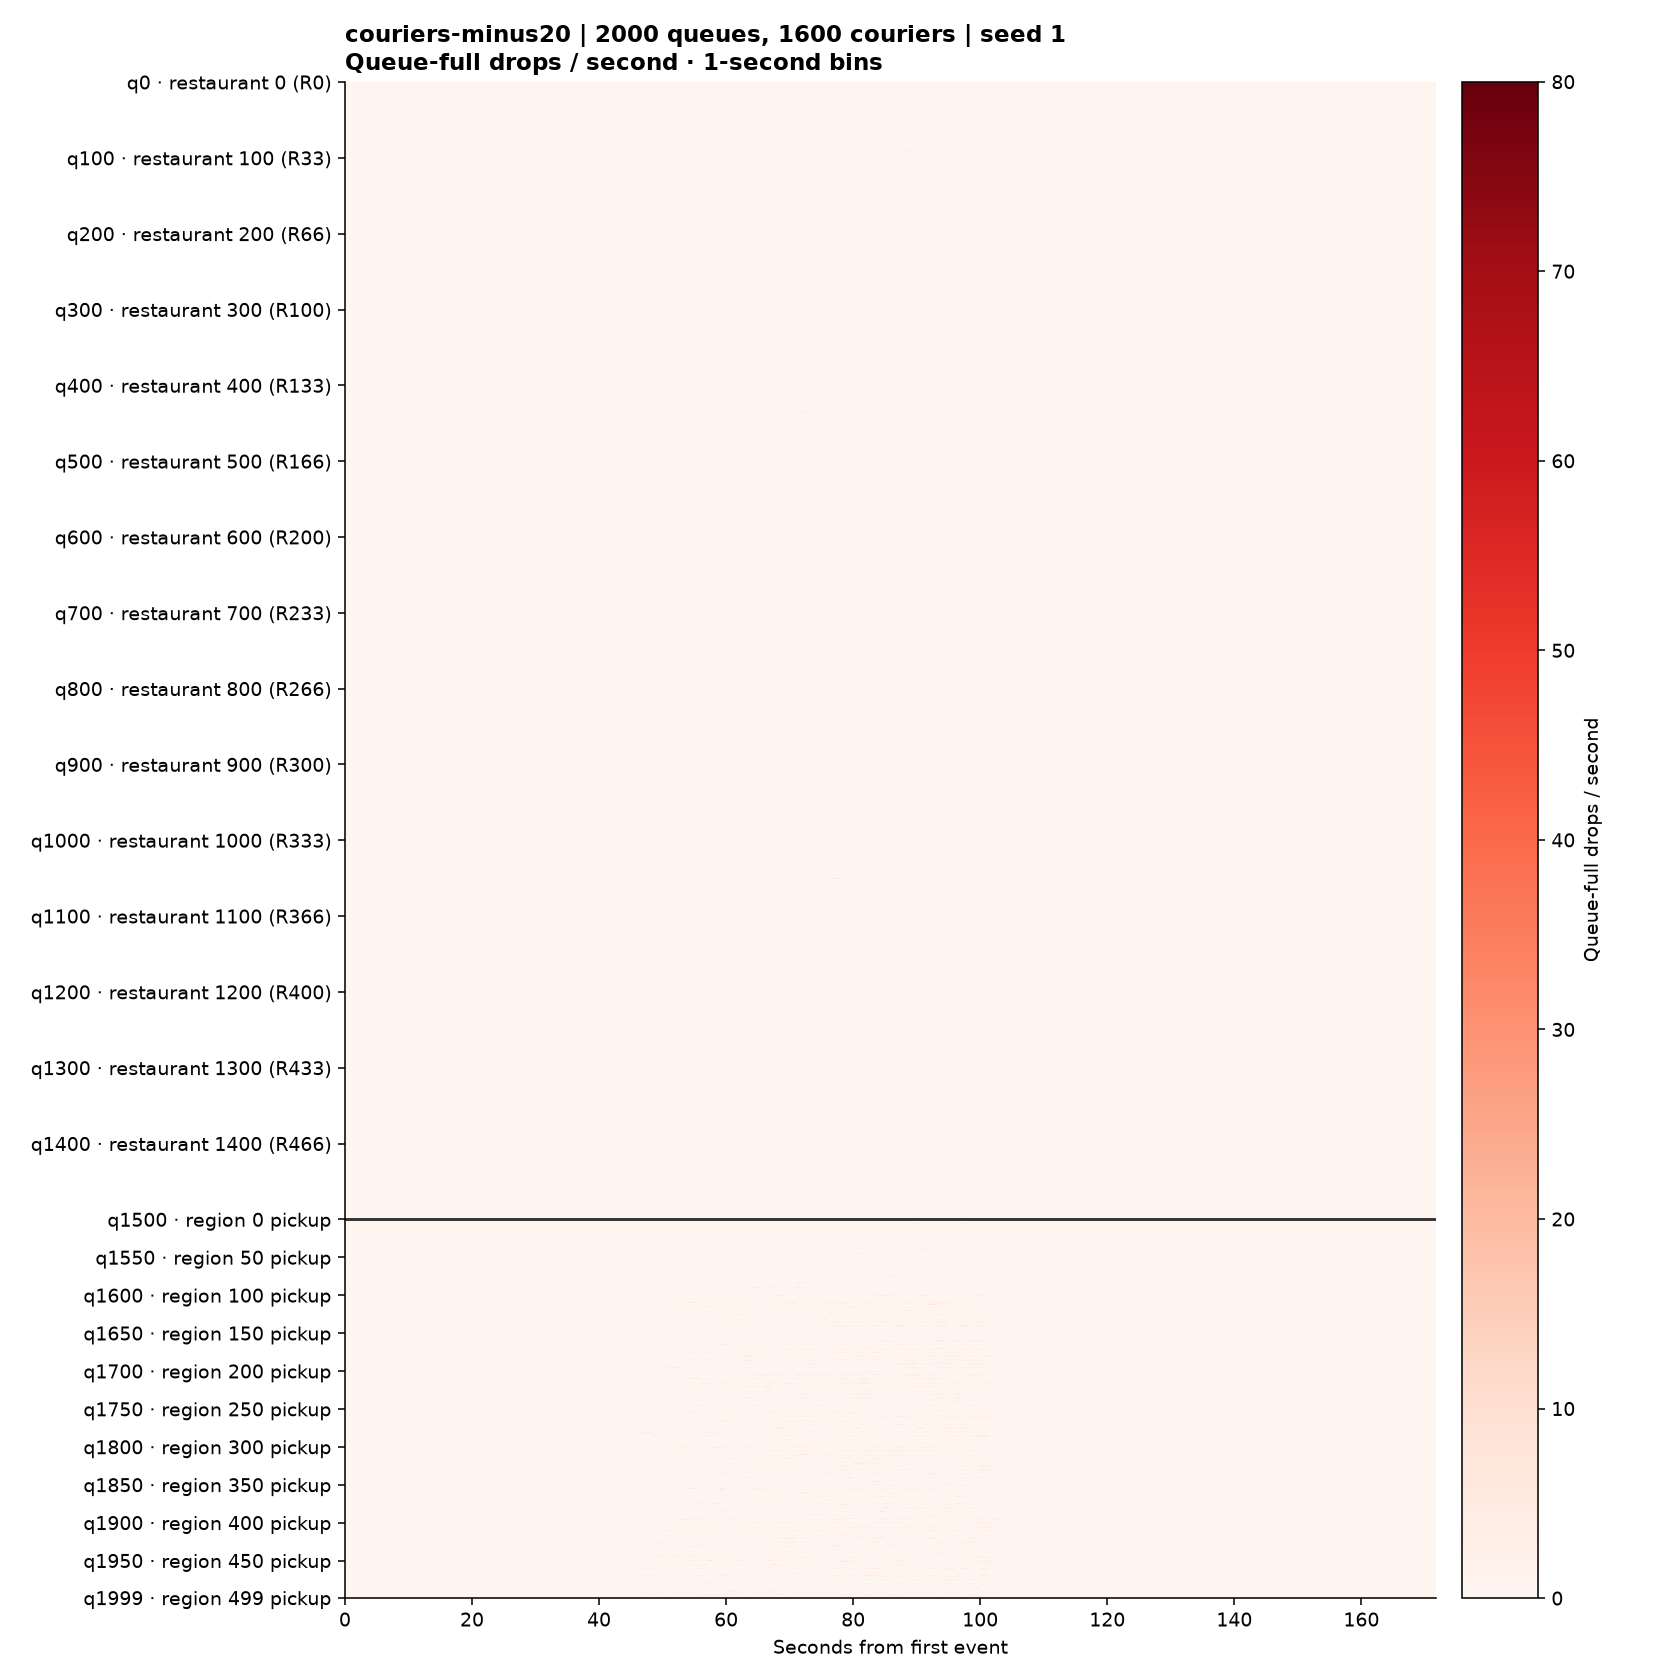 couriers-minus20 | 2000 queues, 1600 couriers | seed 1
Queue-full drops / second · 1-second bins
q0 · restaurant 0 (R0)
q100 · restaurant 100 (R33)
q200 · restaurant 200 (R66)
q300 · restaurant 300 (R100)
q400 · restaurant 400 (R133)
q500 · restaurant 500 (R166)
q600 · restaurant 600 (R200)
q700 · restaurant 700 (R233)
q800 · restaurant 800 (R266)
q900 · restaurant 900 (R300)
q1000 · restaurant 1000 (R333)
q1100 · restaurant 1100 (R366)
q1200 · restaurant 1200 (R400)
q1300 · restaurant 1300 (R433)
q1400 · restaurant 1400 (R466)
q1500 · region 0 pickup
q1550 · region 50 pickup
q1600 · region 100 pickup
q1650 · region 150 pickup
q1700 · region 200 pickup
q1750 · region 250 pickup
q1800 · region 300 pickup
q1850 · region 350 pickup
q1900 · region 400 pickup
q1950 · region 450 pickup
q1999 · region 499 pickup
0 20 40 60 80 100 120 140 160
Seconds from first event
80
70
60
50
40
30
20
10
0
Queue-full drops / second